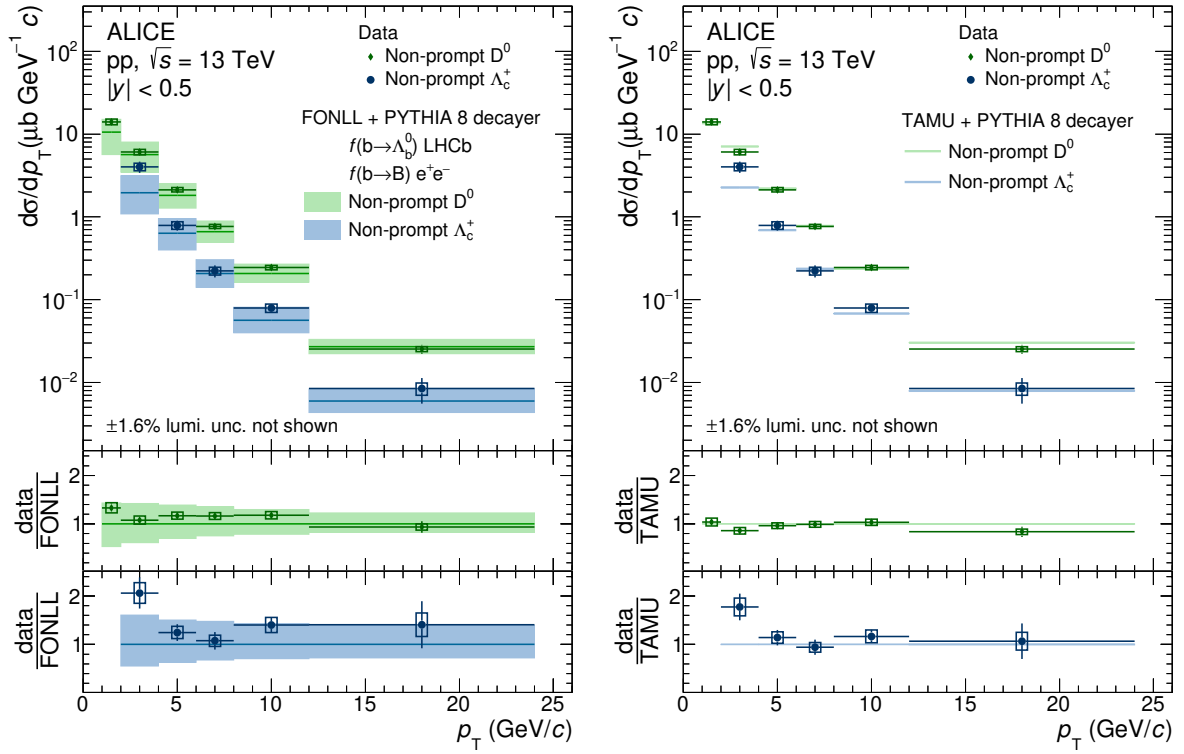 ALICE
pp, √s = 13 TeV
|y| < 0.5
Data
Non-prompt D⁰
Non-prompt Λc⁺
FONLL + PYTHIA 8 decayer
f(b→Λb⁰) LHCb
f(b→B) e⁺e⁻
Non-prompt D⁰
Non-prompt Λc⁺
±1.6% lumi. unc. not shown
dσ/dpT (μb GeV⁻¹ c)
10²
10
1
10⁻¹
10⁻²
data
FONLL
2
1
data
FONLL
2
1
0 5 10 15 20 25
pT (GeV/c)
ALICE
pp, √s = 13 TeV
|y| < 0.5
Data
Non-prompt D⁰
Non-prompt Λc⁺
TAMU + PYTHIA 8 decayer
Non-prompt D⁰
Non-prompt Λc⁺
±1.6% lumi. unc. not shown
dσ/dpT (μb GeV⁻¹ c)
10²
10
1
10⁻¹
10⁻²
data
TAMU
2
1
data
TAMU
2
1
0 5 10 15 20 25
pT (GeV/c)